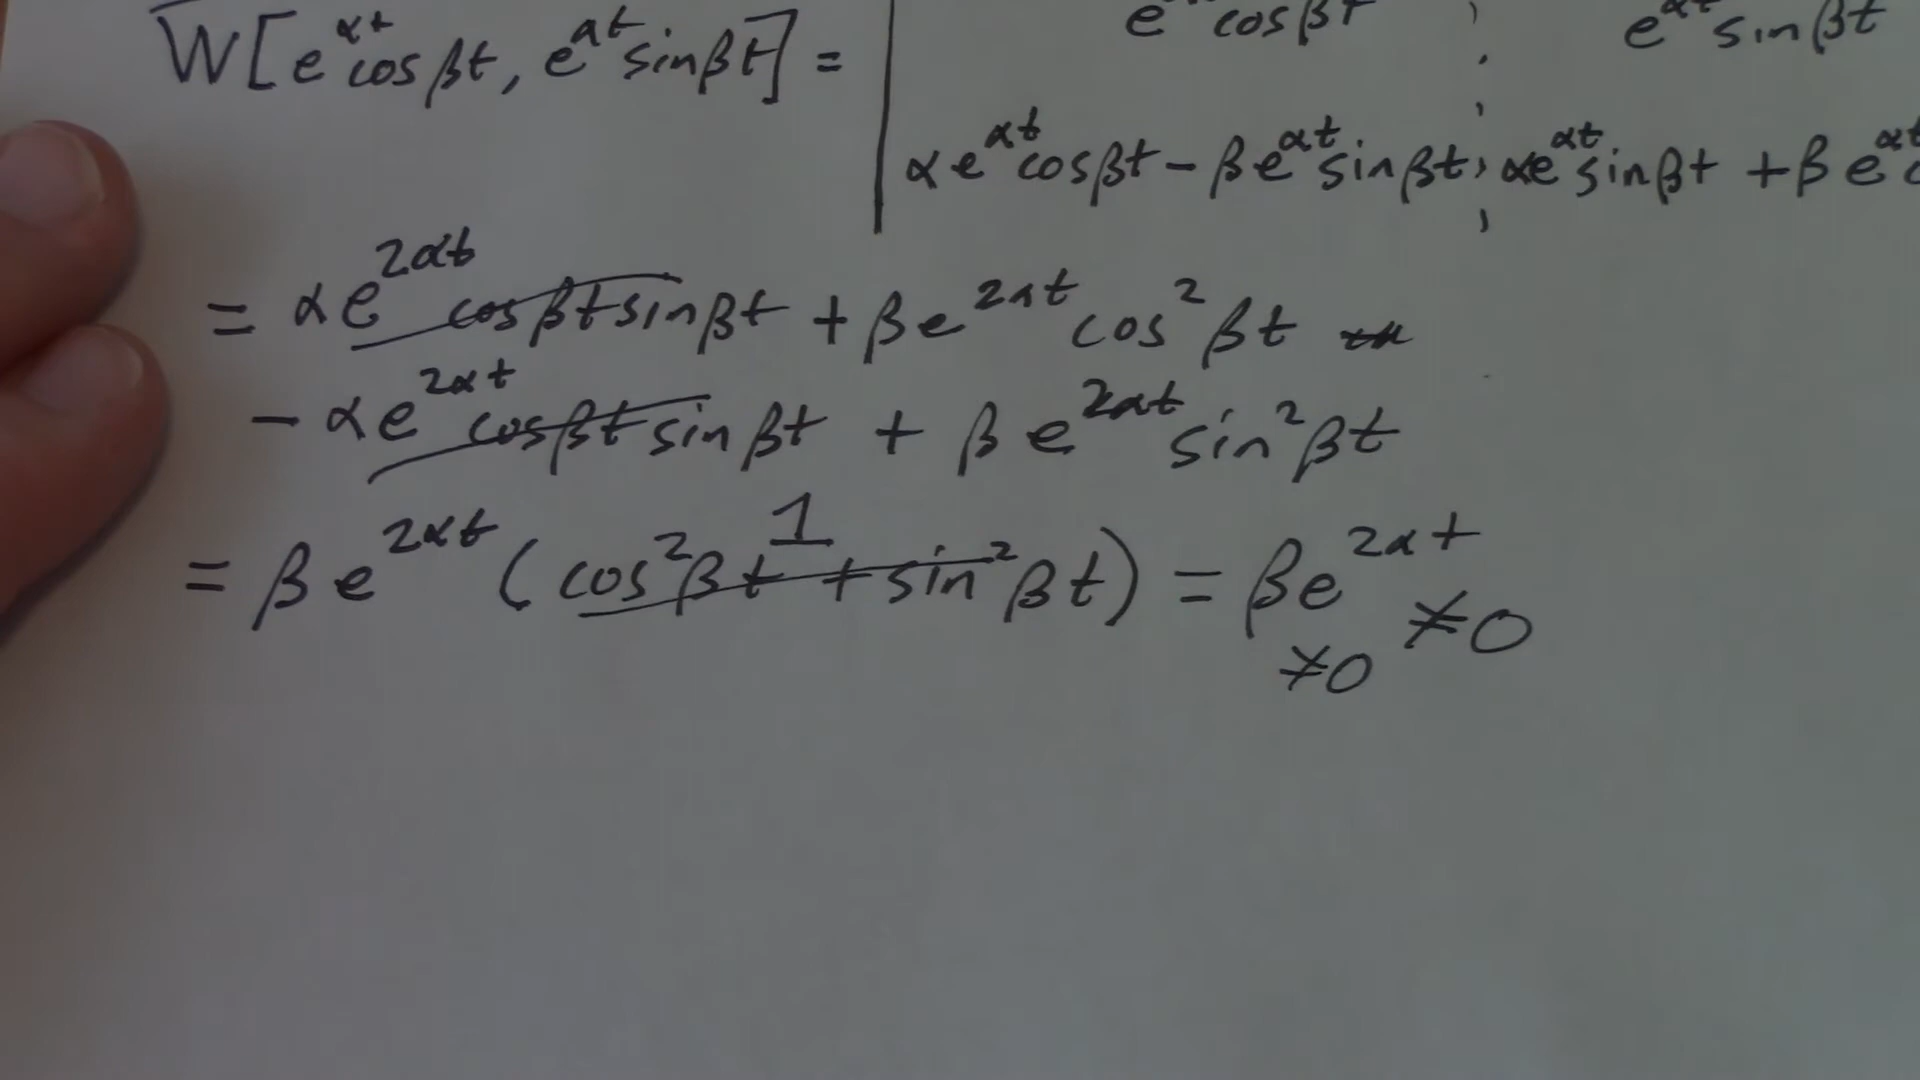 W[e^{αt} cos βt, e^{αt} sin βt] = | e cos βt ; e^{αt} sin βt
αe^{αt} cos βt − βe^{αt} sin βt ; αe^{αt} sin βt + βe^{αt}
= αe^{2αt} cos βt sin βt + βe^{2αt} cos² βt
− αe^{2αt} cos βt sin βt + βe^{2αt} sin² βt
1
= βe^{2αt} (cos² βt + sin² βt) = βe^{2αt} ≠0
≠0